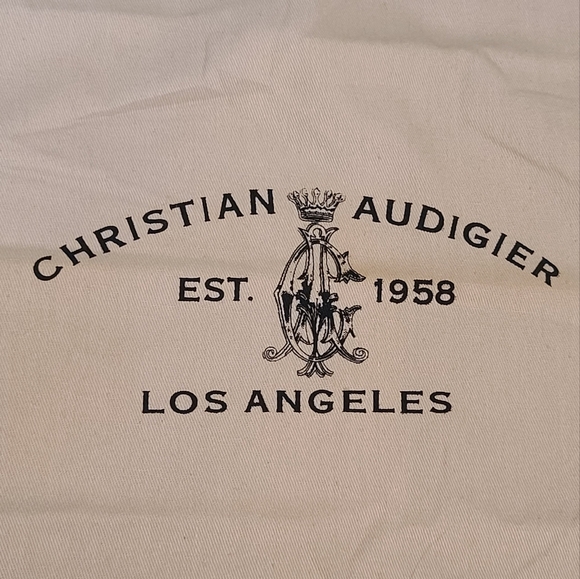 CHRISTIAN AUDIGIER
EST. 1958
LOS ANGELES